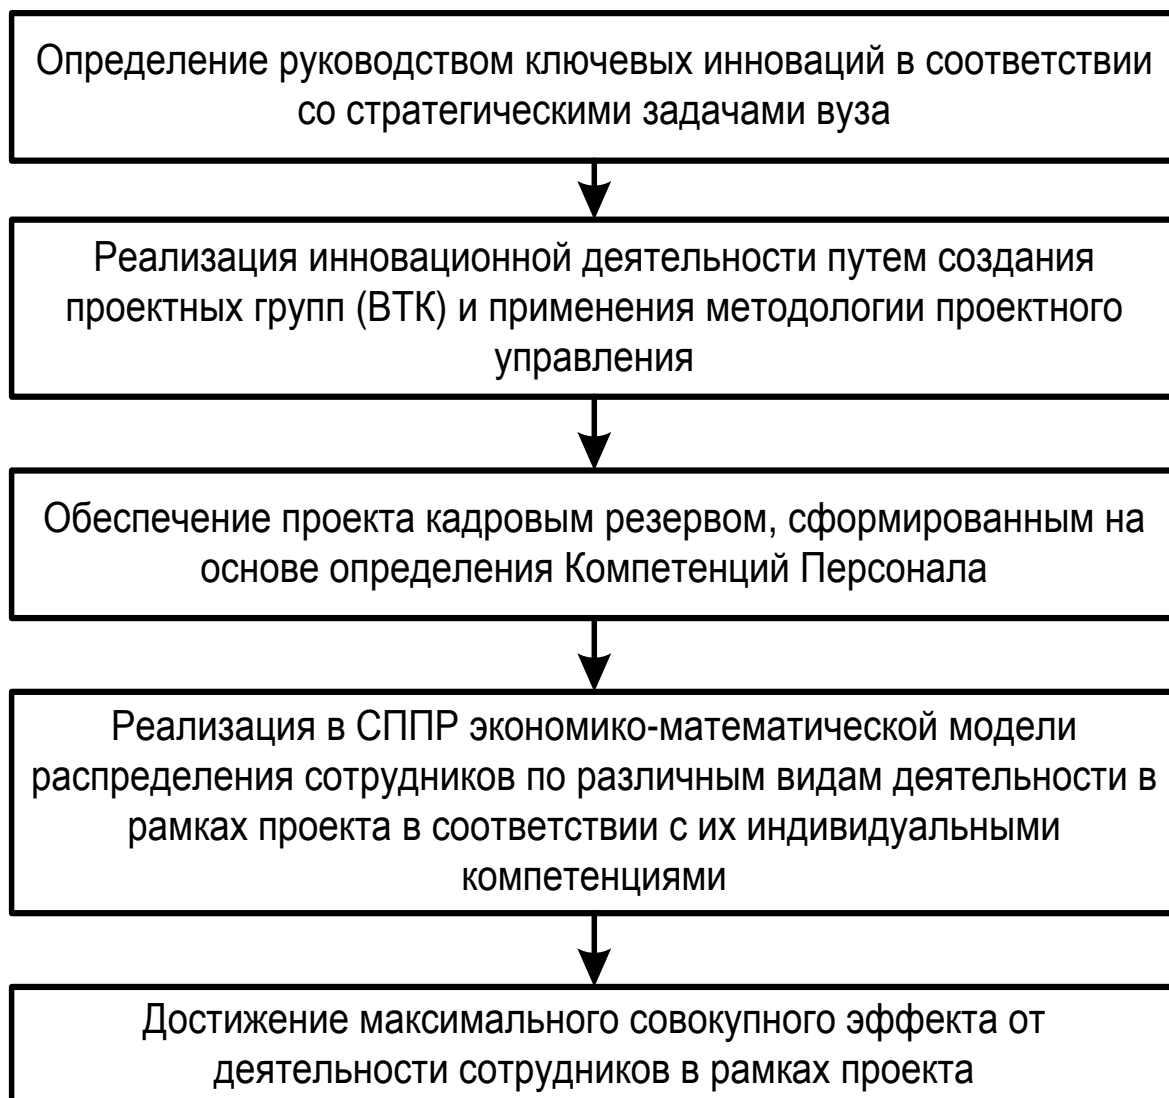 Определение руководством ключевых инноваций в соответствии
со стратегическими задачами вуза
Реализация инновационной деятельности путем создания
проектных групп (ВТК) и применения методологии проектного
управления
Обеспечение проекта кадровым резервом, сформированным на
основе определения Компетенций Персонала
Реализация в СППР экономико-математической модели
распределения сотрудников по различным видам деятельности в
рамках проекта в соответствии с их индивидуальными
компетенциями
Достижение максимального совокупного эффекта от
деятельности сотрудников в рамках проекта